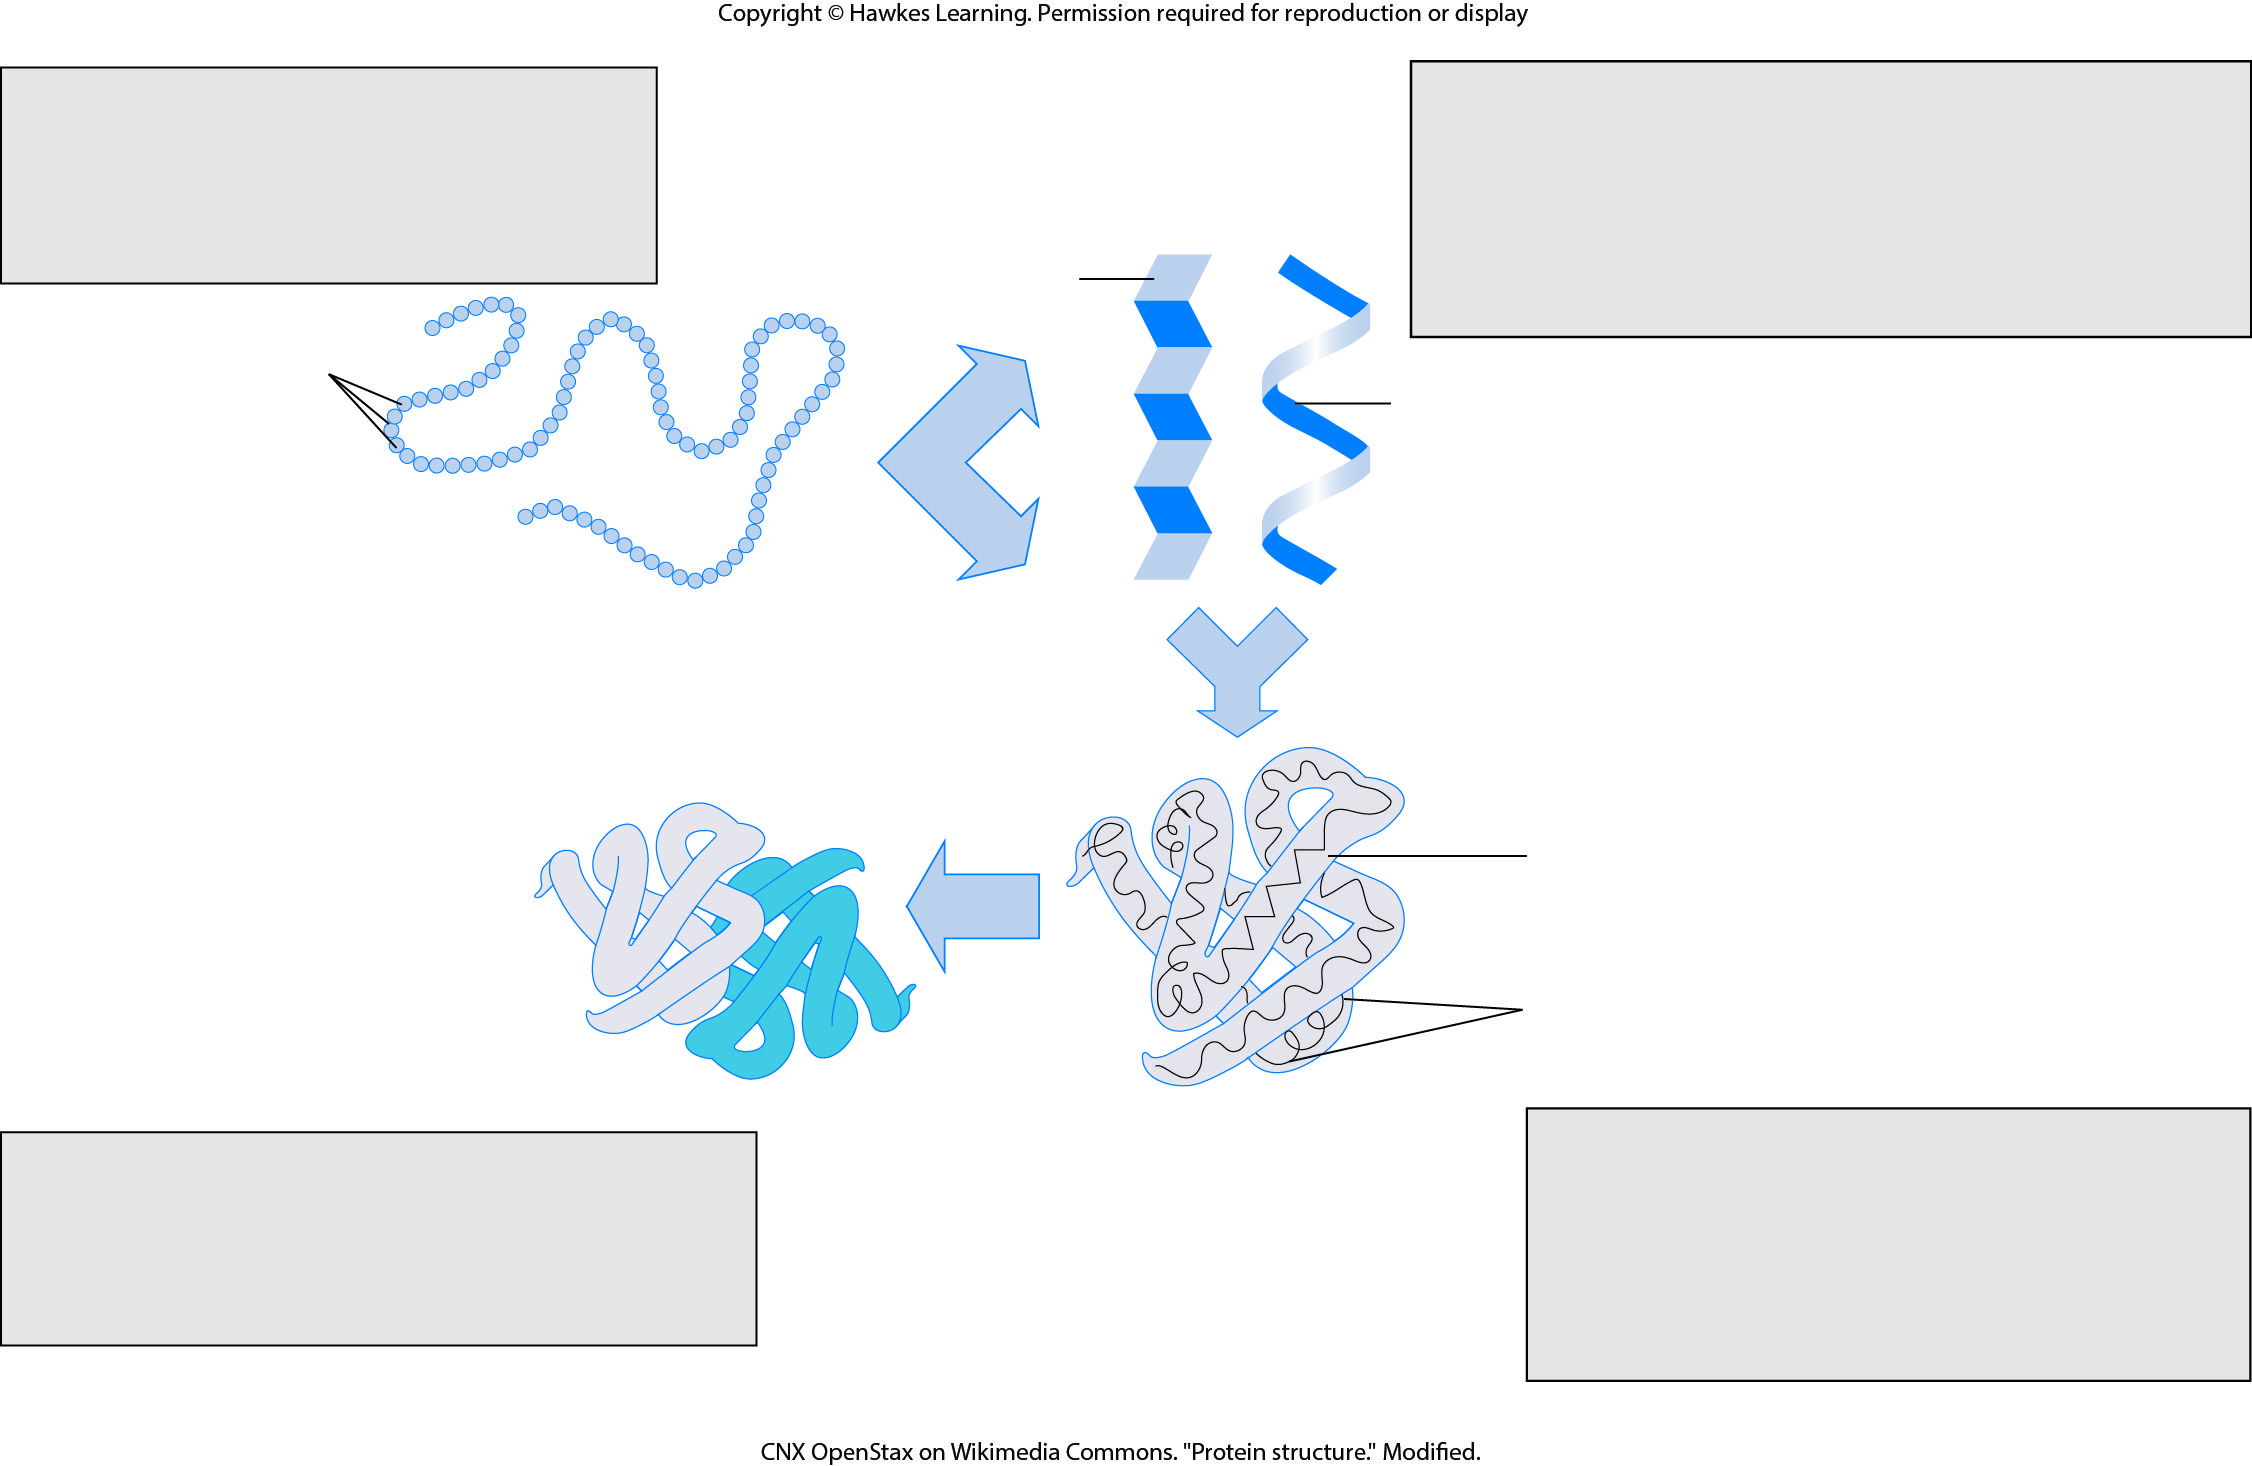 Copyright © Hawkes Learning. Permission required for reproduction or display
CNX OpenStax on Wikimedia Commons. "Protein structure." Modified.